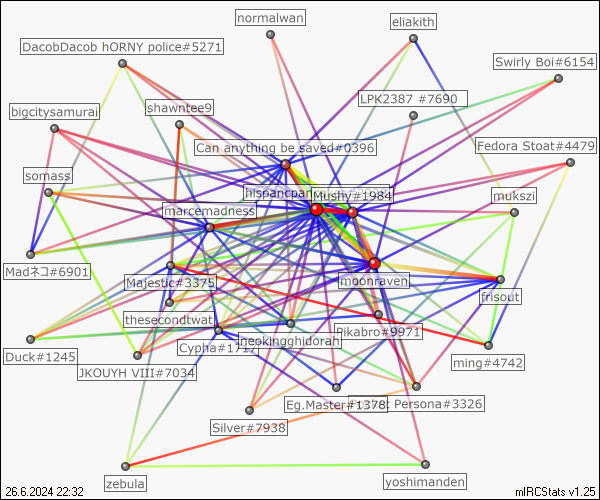 normalwan
eliakith
DacobDacob hORNY police#5271
Swirly Boi#6154
bigcitysamurai
shawntee9
LPK2387 #7690
Can anything be saved#0396
Fedora Stoat#4479
somass
hispanicpan
Mushy#1984
mukszi
marcemadness
Madネコ#6901
Majestic#3375
moonraven
frisout
thesecondtwat
Duck#1245
Cypha#1717
neokingghidorah
Pikabro#9971
ming#4742
JKOUYH VIII#7034
Eg.Master#1378
Persona#3326
Silver#7938
zebula
yoshimanden
26.6.2024 22:32
mIRCStats v1.25